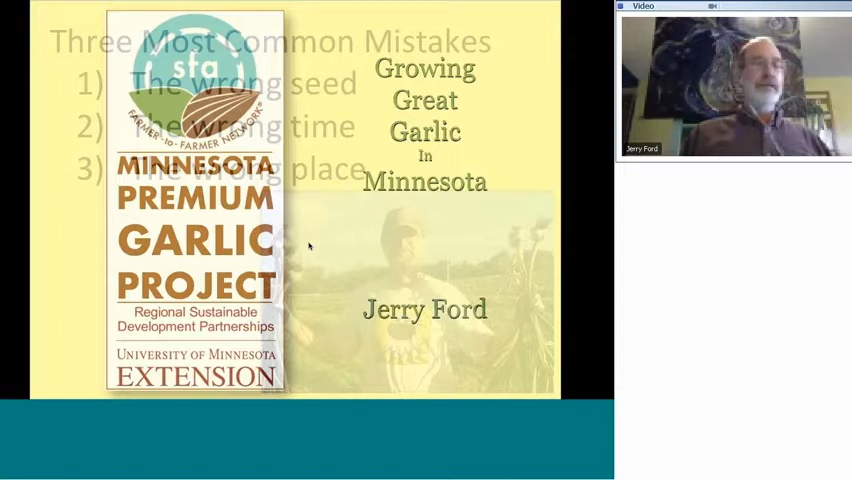 Three Most Common Mistakes
1) The wrong seed
2) The wrong time
3) The wrong place
sfa
FARMER-to-FARMER NETWORK
MINNESOTA
PREMIUM
GARLIC
PROJECT
Regional Sustainable
Development Partnerships
UNIVERSITY OF MINNESOTA
EXTENSION
Growing
Great
Garlic
In
Minnesota
Jerry Ford
Video
Jerry Ford